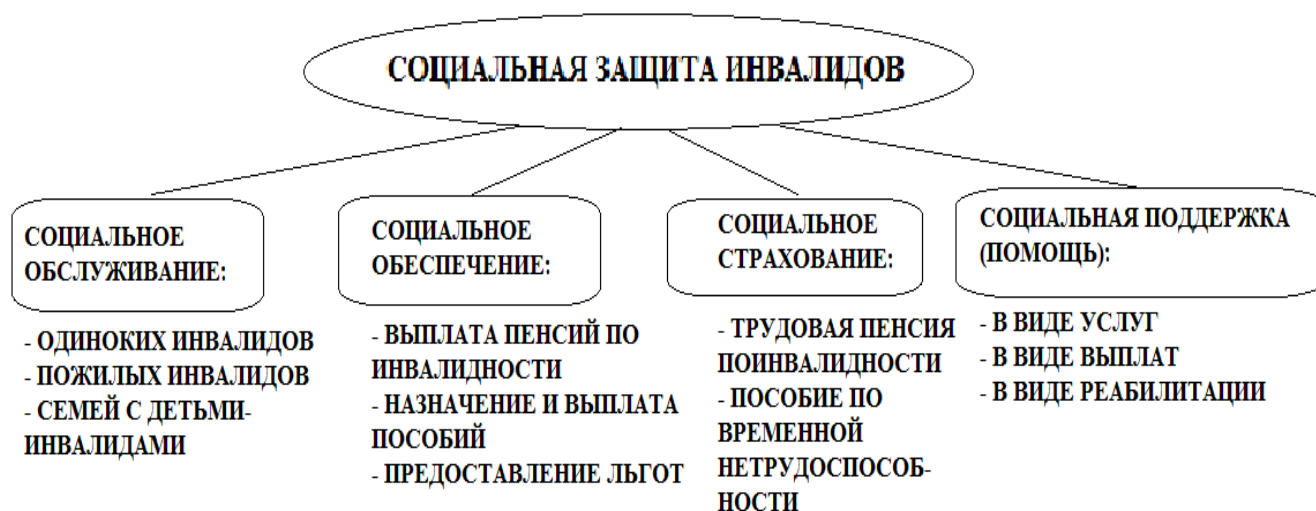 СОЦИАЛЬНАЯ ЗАЩИТА ИНВАЛИДОВ
СОЦИАЛЬНОЕ
ОБСЛУЖИВАНИЕ:
- ОДИНОКИХ ИНВАЛИДОВ
- ПОЖИЛЫХ ИНВАЛИДОВ
- СЕМЕЙ С ДЕТЬМИ-
ИНВАЛИДАМИ
СОЦИАЛЬНОЕ
ОБЕСПЕЧЕНИЕ:
- ВЫПЛАТА ПЕНСИЙ ПО
ИНВАЛИДНОСТИ
- НАЗНАЧЕНИЕ И ВЫПЛАТА
ПОСОБИЙ
- ПРЕДОСТАВЛЕНИЕ ЛЬГОТ
СОЦИАЛЬНОЕ
СТРАХОВАНИЕ:
- ТРУДОВАЯ ПЕНСИЯ
ПОИНВАЛИДНОСТИ
- ПОСОБИЕ ПО
ВРЕМЕННОЙ
НЕТРУДОСПОСОБ-
НОСТИ
СОЦИАЛЬНАЯ ПОДДЕРЖКА
(ПОМОЩЬ):
- В ВИДЕ УСЛУГ
- В ВИДЕ ВЫПЛАТ
- В ВИДЕ РЕАБИЛИТАЦИИ